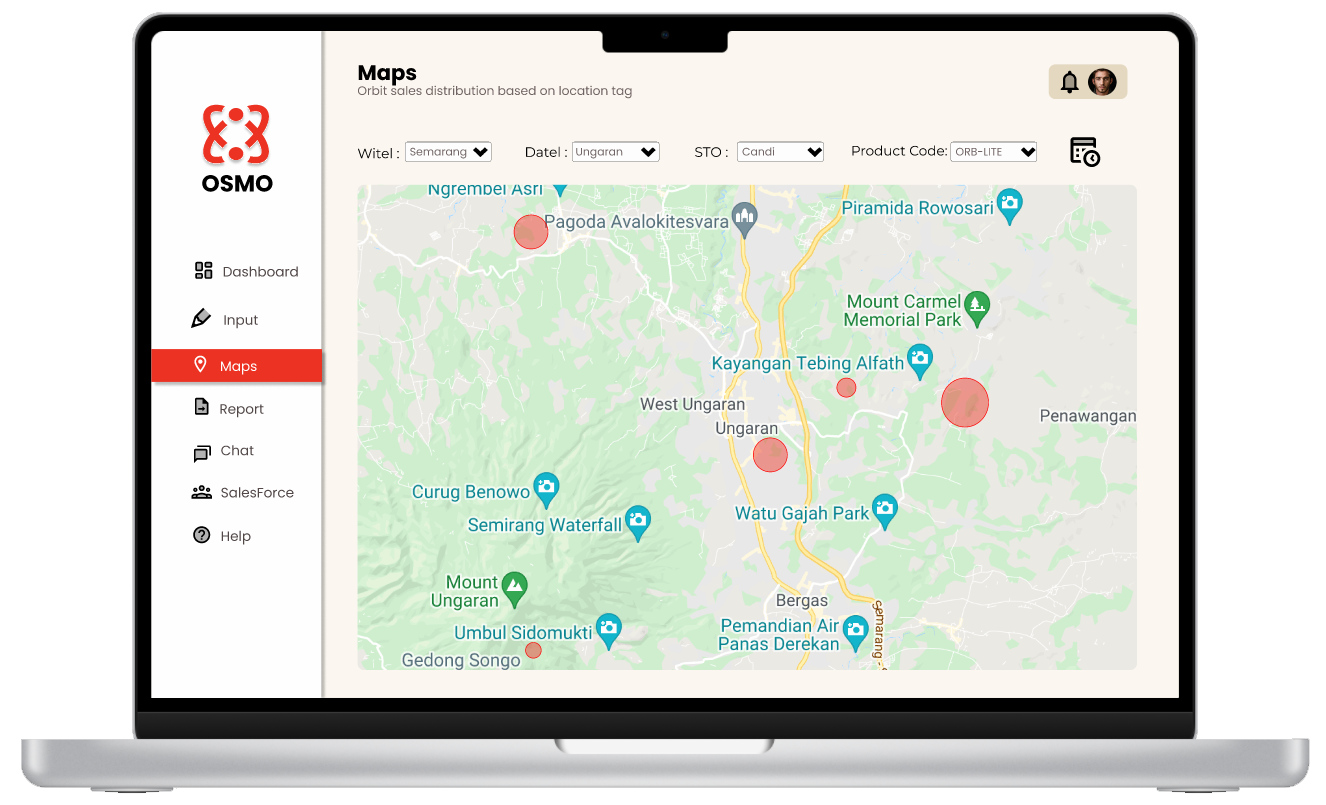 Maps
Orbit sales distribution based on location tag
OSMO
Witel : Semarang
Datel : Ungaran
STO : Candi
Product Code: ORB-LITE
Dashboard
Input
Maps
Report
Chat
SalesForce
Help
Ngrembel Asri
Pagoda Avalokitesvara
Piramida Rowosari
Mount Carmel
Memorial Park
Kayangan Tebing Alfath
West Ungaran
Ungaran
Penawangan
Curug Benowo
Semirang Waterfall
Watu Gajah Park
Mount
Ungaran
Bergas
Umbul Sidomukti
Pemandian Air
Panas Derekan
Gedong Songo
Semarang -